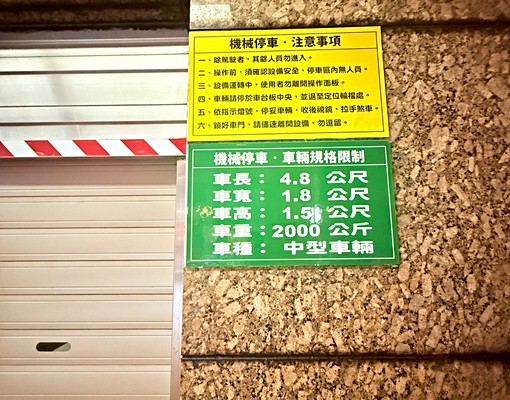 機械停車‧注意事項
一、除駕駛者、其餘人員勿進入。
二、操作前、須確認設備安全、停車區內無人員。
三、設備運轉中、使用者勿離開操作面板。
四、車輛請停於車台板中央、並退至定位輪檔處。
五、依指示燈號、停妥車輛、收後視鏡、拉手煞車。
六、鎖好車門、請儘速離開設備、勿逗留。
機械停車‧車輛規格限制
車長： 4.8 公尺
車寬： 1.8 公尺
車高： 1.5 公尺
車重：2000 公斤
車種： 中型車輛